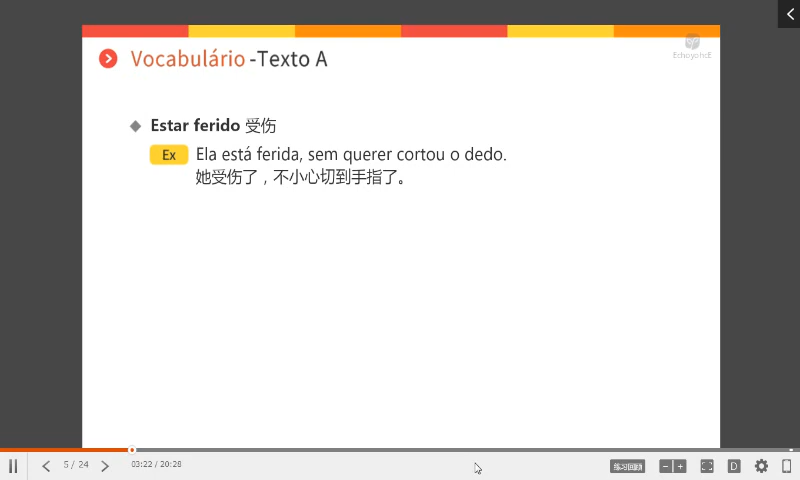 Vocabulário -Texto A
Estar ferido 受伤
Ex Ela está ferida, sem querer cortou o dedo.
她受伤了，不小心切到手指了。
5 / 24
03:22 / 20:28
练习回顾
D